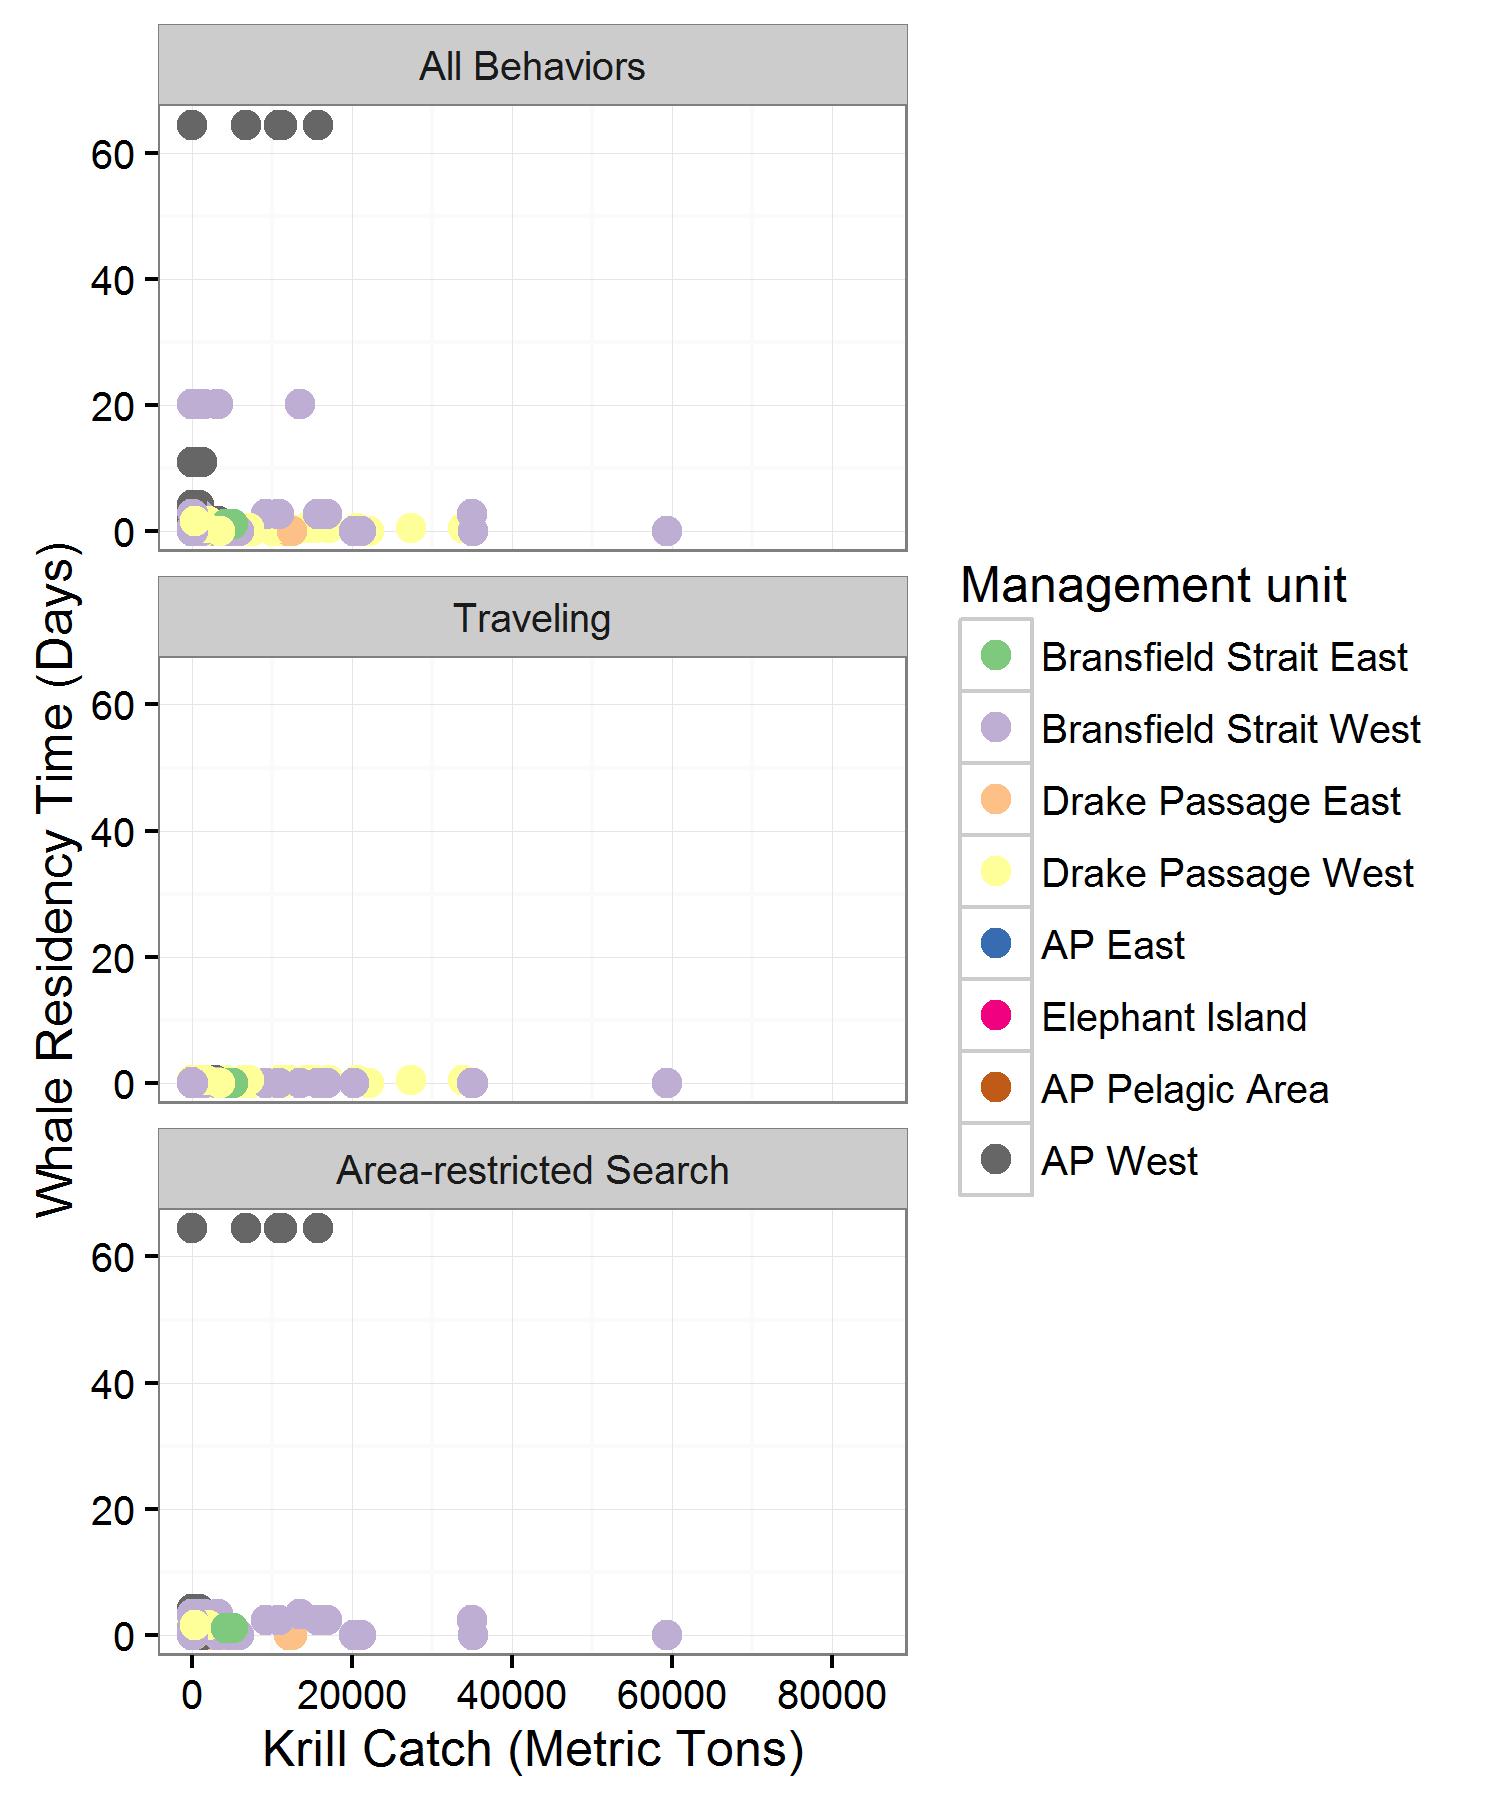 All Behaviors
60
40
20
0
Traveling
60
40
20
0
Area-restricted Search
60
40
20
0
0 20000 40000 60000 80000
Krill Catch (Metric Tons)
Whale Residency Time (Days)
Management unit
Bransfield Strait East
Bransfield Strait West
Drake Passage East
Drake Passage West
AP East
Elephant Island
AP Pelagic Area
AP West